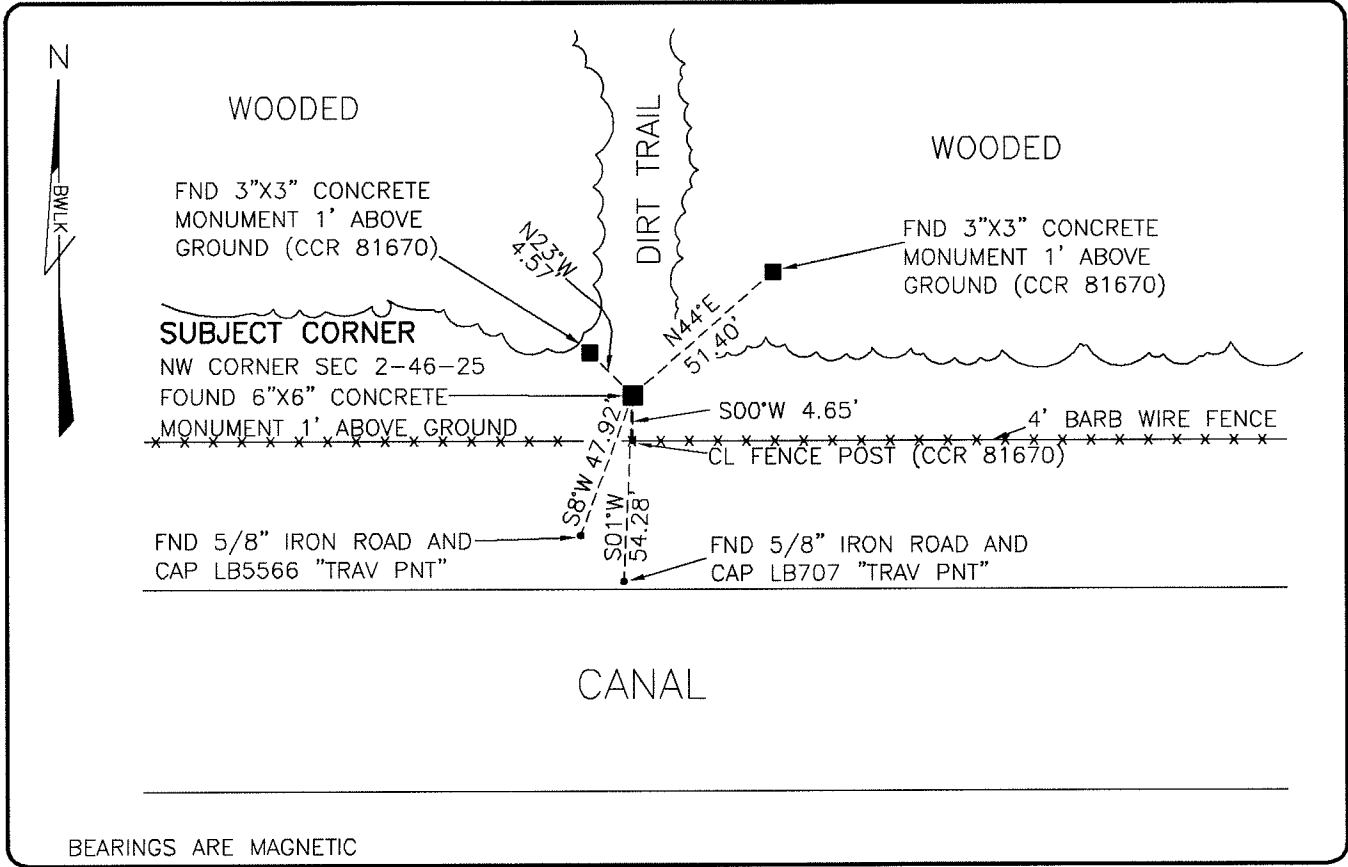 N
BWLK
WOODED
DIRT TRAIL
WOODED
FND 3"X3" CONCRETE
MONUMENT 1' ABOVE
GROUND (CCR 81670)
N23°W
4.57'
FND 3"X3" CONCRETE
MONUMENT 1' ABOVE
GROUND (CCR 81670)
N44°E
51.40'
SUBJECT CORNER
NW CORNER SEC 2-46-25
FOUND 6"X6" CONCRETE
MONUMENT 1' ABOVE GROUND
S00°W 4.65'
4' BARB WIRE FENCE
CL FENCE POST (CCR 81670)
S8°W 47.92'
S01°W
54.28'
FND 5/8" IRON ROAD AND
CAP LB5566 "TRAV PNT"
FND 5/8" IRON ROAD AND
CAP LB707 "TRAV PNT"
CANAL
BEARINGS ARE MAGNETIC